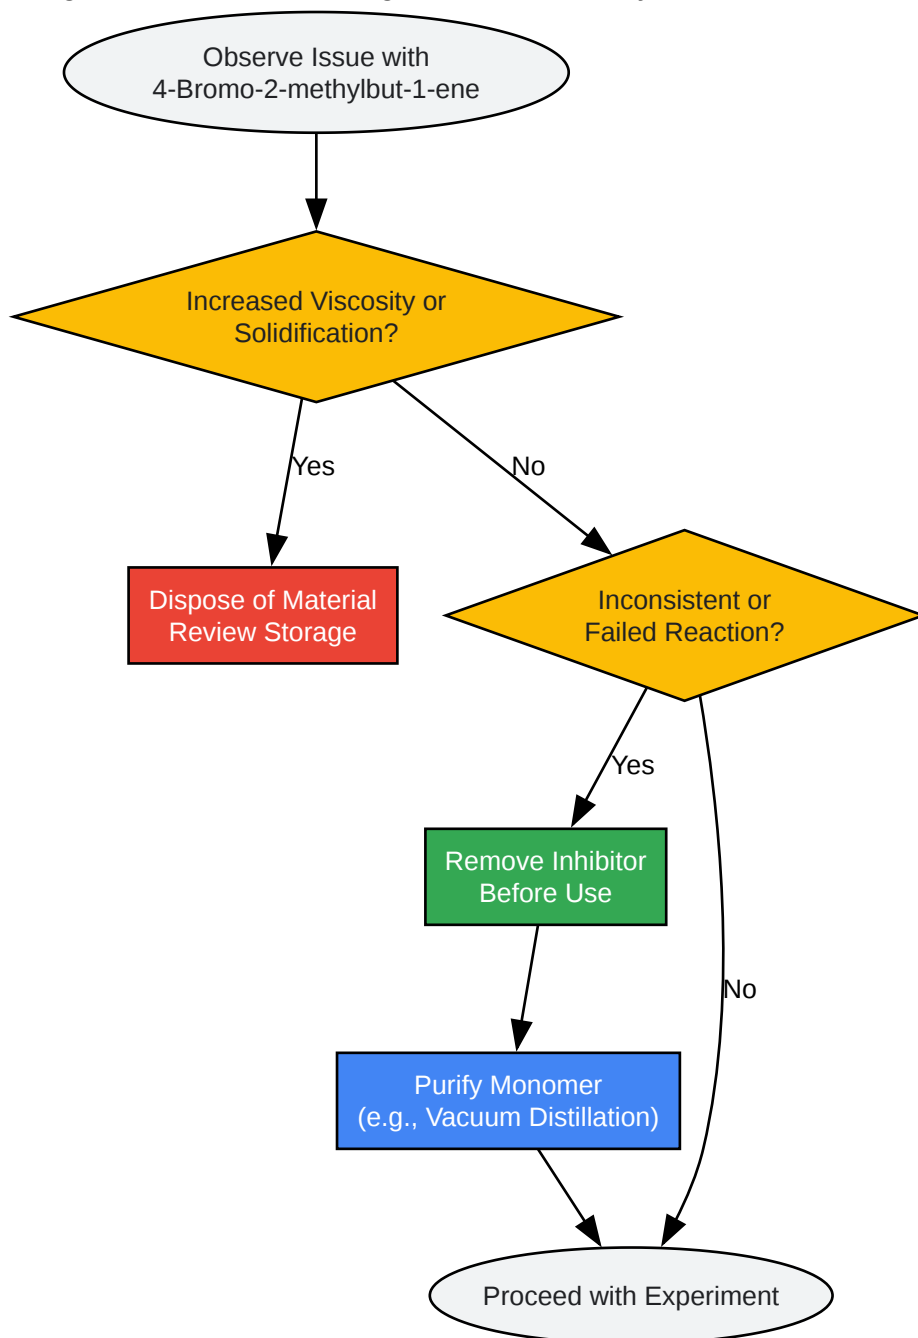 Observe Issue with
4-Bromo-2-methylbut-1-ene
Increased Viscosity or
Solidification?
Yes
No
Dispose of Material
Review Storage
Inconsistent or
Failed Reaction?
Yes
Remove Inhibitor
Before Use
No
Purify Monomer
(e.g., Vacuum Distillation)
Proceed with Experiment